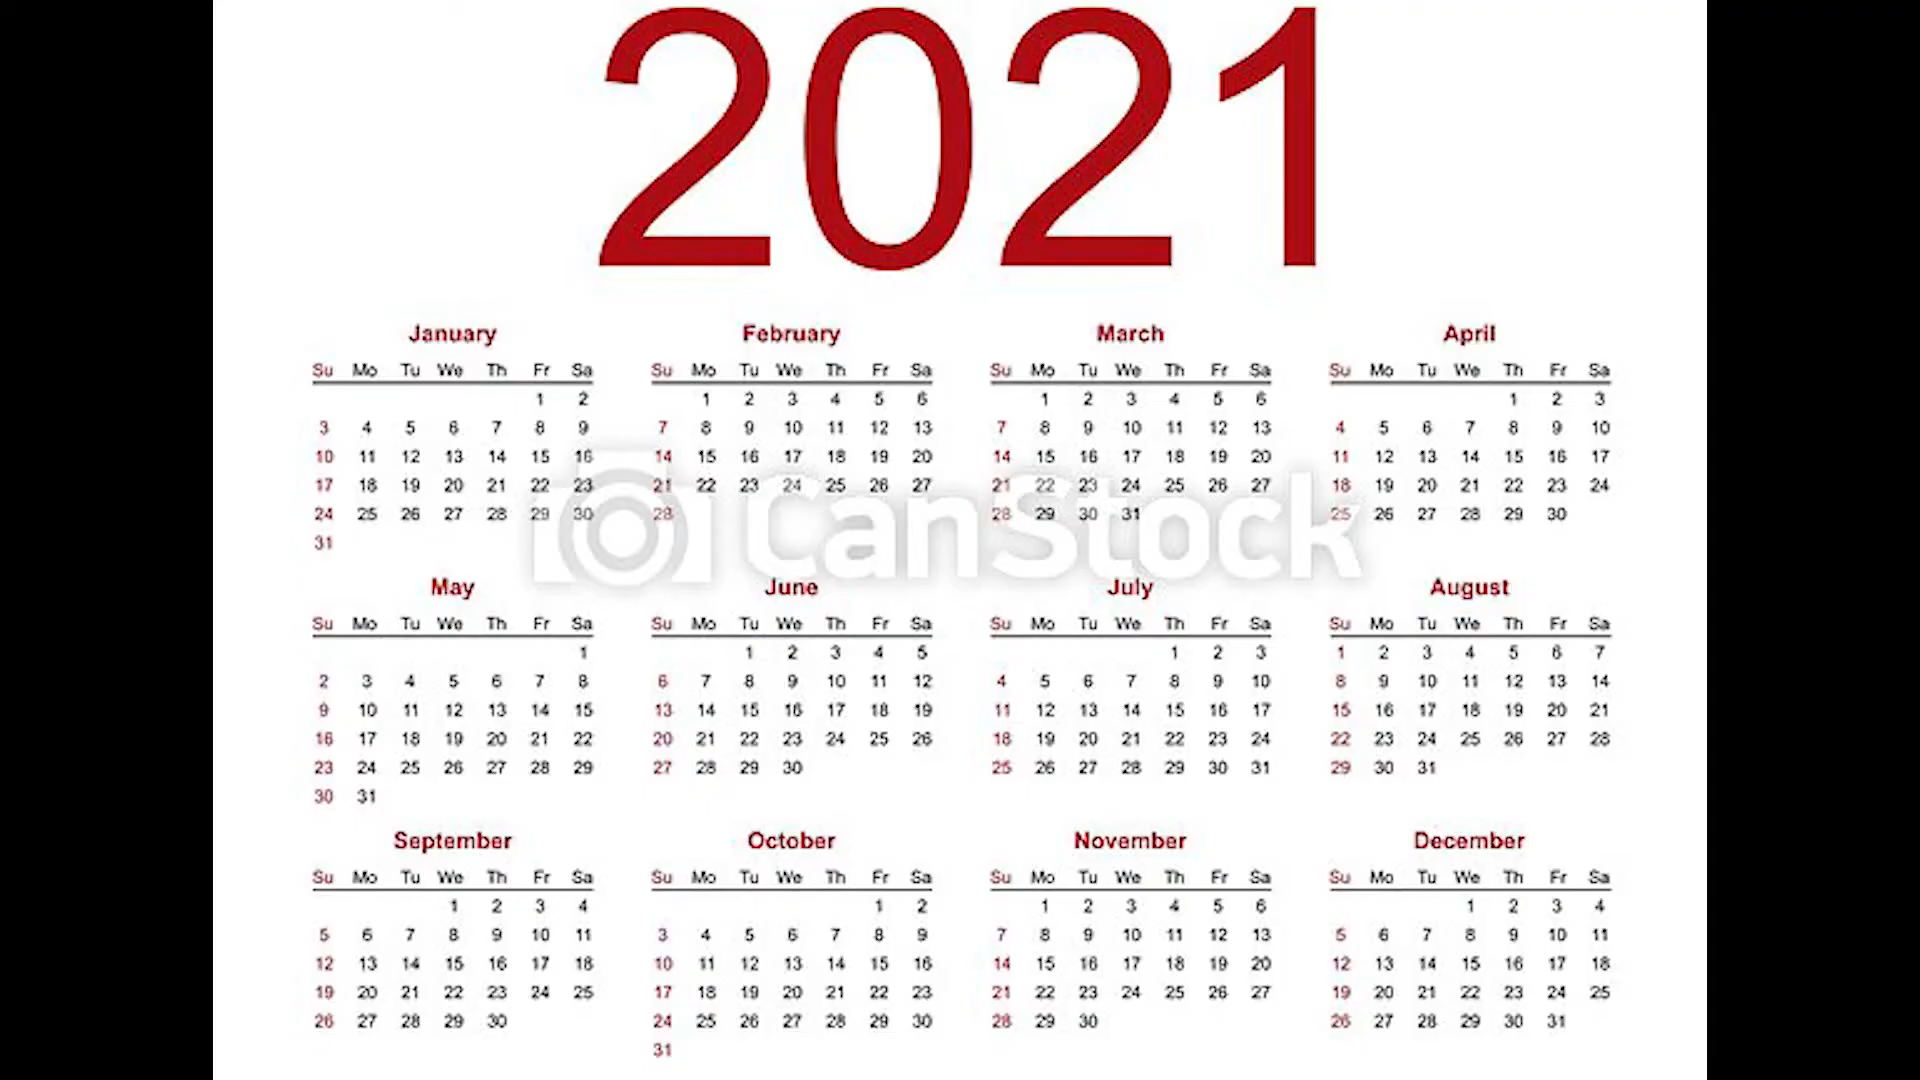 2021
January February March April
Su Mo Tu We Th Fr Sa Su Mo Tu We Th Fr Sa Su Mo Tu We Th Fr Sa Su Mo Tu We Th Fr Sa
1 2 1 2 3 4 5 6 1 2 3 4 5 6 1 2 3
3 4 5 6 7 8 9 7 8 9 10 11 12 13 7 8 9 10 11 12 13 4 5 6 7 8 9 10
10 11 12 13 14 15 16 14 15 16 17 18 19 20 14 15 16 17 18 19 20 11 12 13 14 15 16 17
17 18 19 20 21 22 23 21 22 23 24 25 26 27 21 22 23 24 25 26 27 18 19 20 21 22 23 24
24 25 26 27 28 29 30 28 28 29 30 31 25 26 27 28 29 30
31
CanStock
May June July August
Su Mo Tu We Th Fr Sa Su Mo Tu We Th Fr Sa Su Mo Tu We Th Fr Sa Su Mo Tu We Th Fr Sa
1 1 2 3 4 5 1 2 3 1 2 3 4 5 6 7
2 3 4 5 6 7 8 6 7 8 9 10 11 12 4 5 6 7 8 9 10 8 9 10 11 12 13 14
9 10 11 12 13 14 15 13 14 15 16 17 18 19 11 12 13 14 15 16 17 15 16 17 18 19 20 21
16 17 18 19 20 21 22 20 21 22 23 24 25 26 18 19 20 21 22 23 24 22 23 24 25 26 27 28
23 24 25 26 27 28 29 27 28 29 30 25 26 27 28 29 30 31 29 30 31
30 31
September October November December
Su Mo Tu We Th Fr Sa Su Mo Tu We Th Fr Sa Su Mo Tu We Th Fr Sa Su Mo Tu We Th Fr Sa
1 2 3 4 1 2 1 2 3 4 5 6 1 2 3 4
5 6 7 8 9 10 11 3 4 5 6 7 8 9 7 8 9 10 11 12 13 5 6 7 8 9 10 11
12 13 14 15 16 17 18 10 11 12 13 14 15 16 14 15 16 17 18 19 20 12 13 14 15 16 17 18
19 20 21 22 23 24 25 17 18 19 20 21 22 23 21 22 23 24 25 26 27 19 20 21 22 23 24 25
26 27 28 29 30 24 25 26 27 28 29 30 28 29 30 26 27 28 29 30 31
31